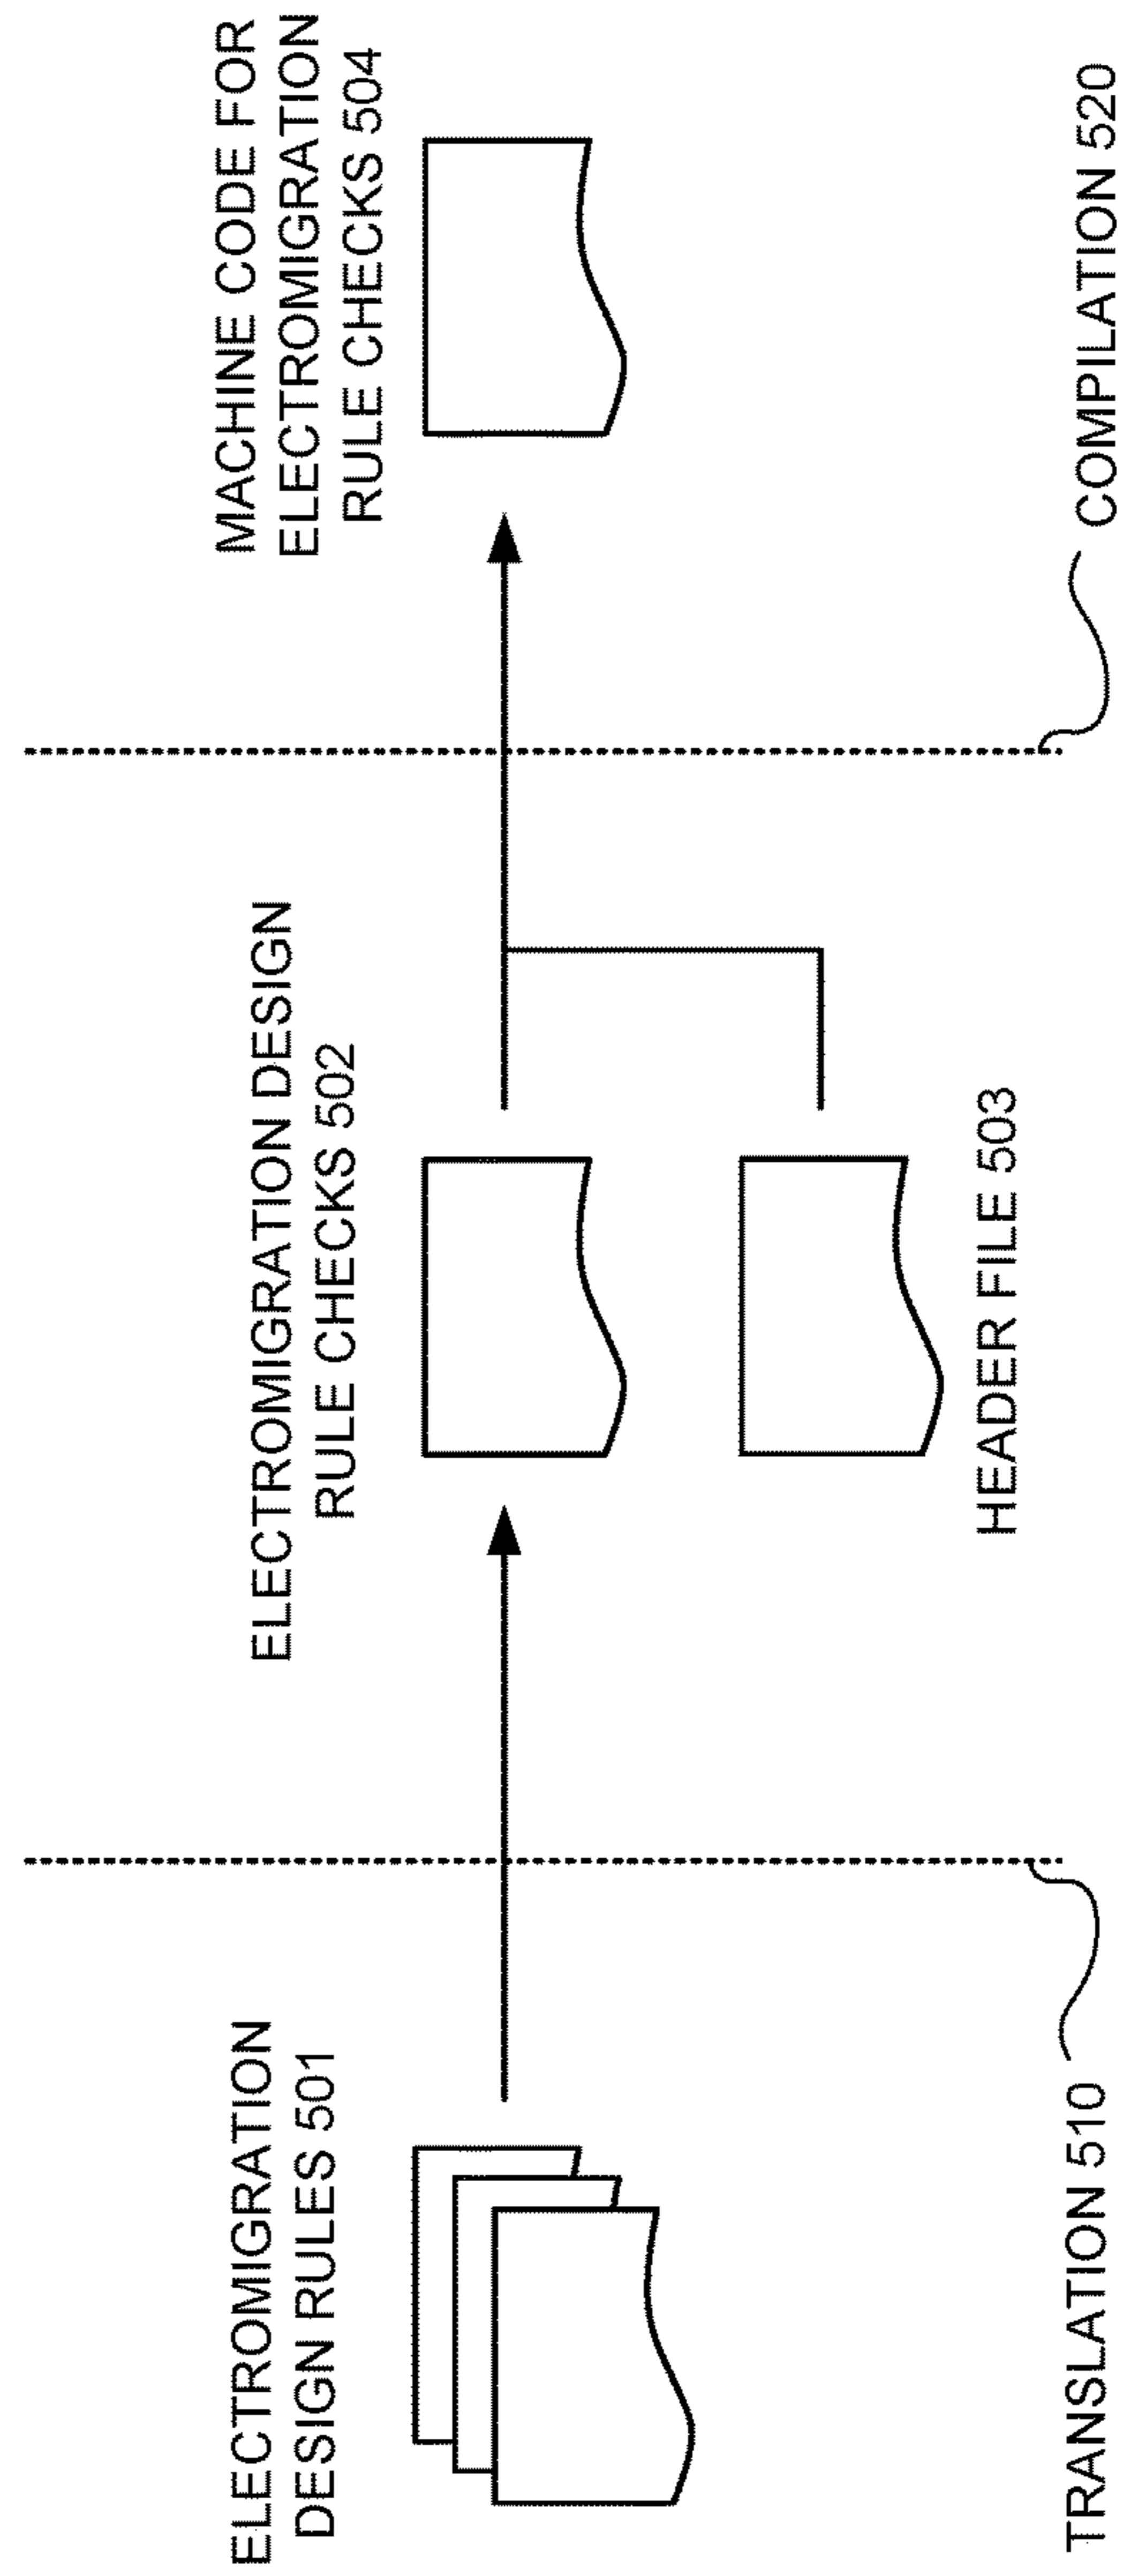 ELECTROMIGRATION
DESIGN RULES 501
ELECTROMIGRATION DESIGN
RULE CHECKS 502
MACHINE CODE FOR
ELECTROMIGRATION
RULE CHECKS 504
HEADER FILE 503
TRANSLATION 510
COMPILATION 520